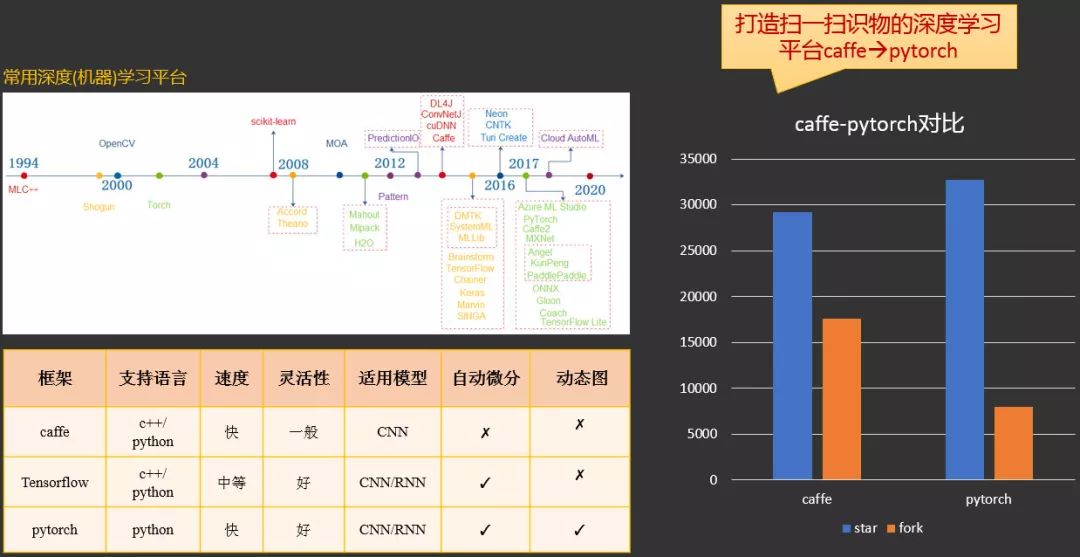 打造扫一扫识物的深度学习
平台caffe→pytorch
常用深度(机器)学习平台
DL4J
ConvNetJ
cuDNN
Caffe
Neon
CNTK
Turi Create
scikit-learn
OpenCV
MOA
PredictionIO
Cloud AutoML
1994
2004
2008
2012
2017
2000
2016
2020
MLC++
Shogun
Torch
Accord
Theano
Mahout
Mlpack
H2O
Pattern
DMTK
SystemML
MLLib
Brainstorm
TensorFlow
Chainer
Keras
Marvin
SINGA
Azure ML Studio
PyTorch
Caffe2
MXNet
Angel
KunPeng
PaddlePaddle
ONNX
Gluon
Coach
TensorFlow Lite
框架 支持语言 速度 灵活性 适用模型 自动微分 动态图
caffe c++/
python 快 一般 CNN ✗ ✗
Tensorflow c++/
python 中等 好 CNN/RNN ✓ ✗
pytorch python 快 好 CNN/RNN ✓ ✓
caffe-pytorch对比
35000
30000
25000
20000
15000
10000
5000
0
caffe pytorch
star fork